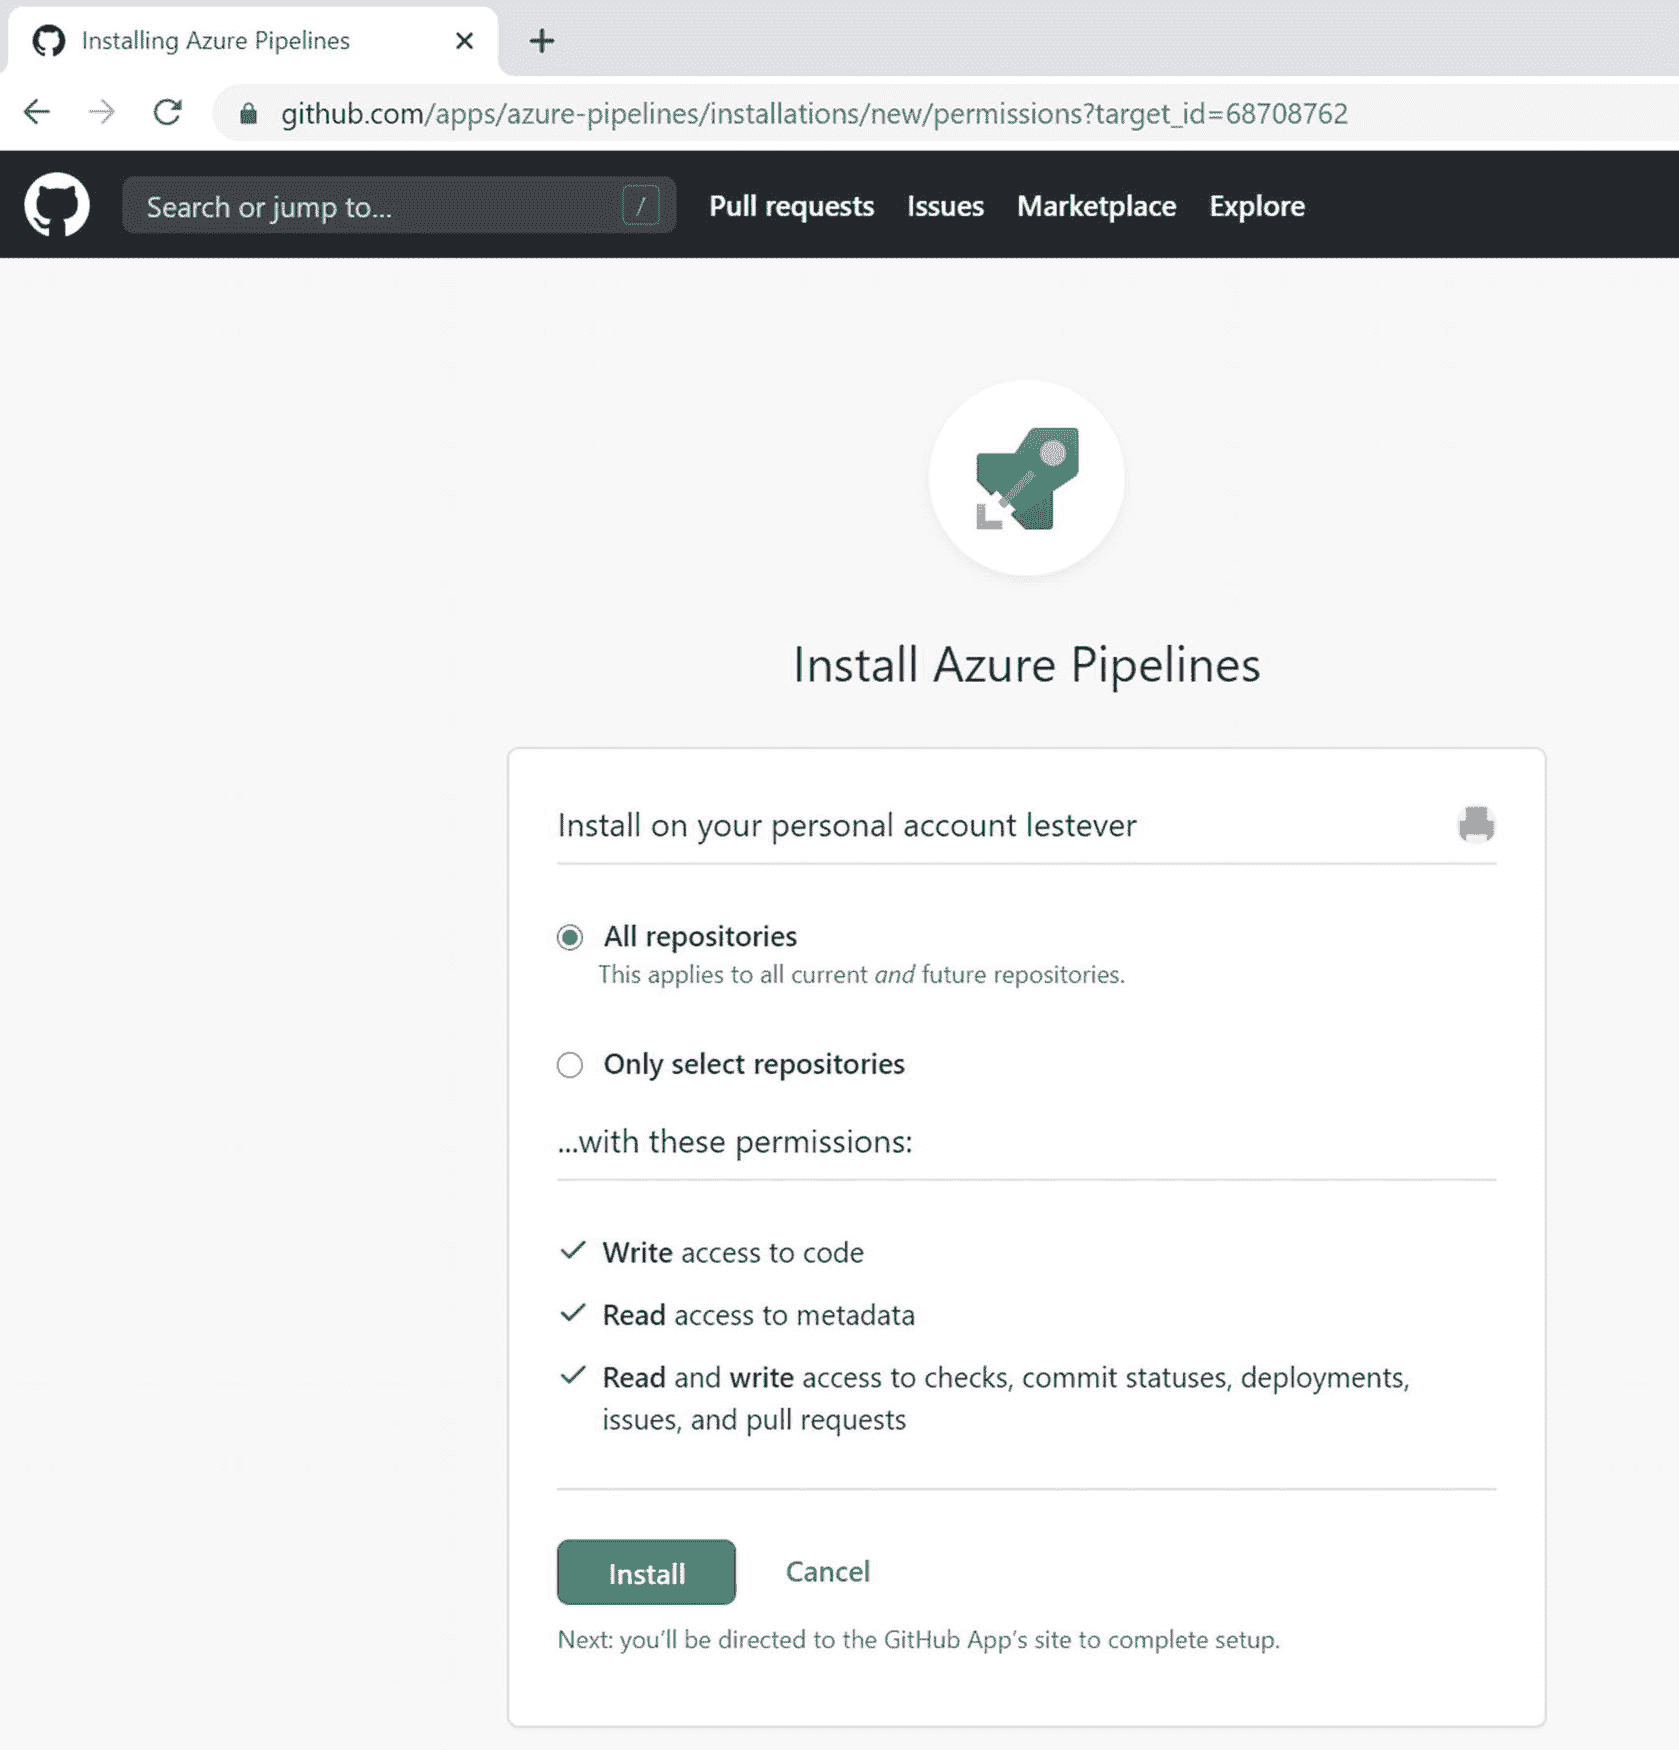 Installing Azure Pipelines
github.com/apps/azure-pipelines/installations/new/permissions?target_id=68708762
Search or jump to... /
Pull requests Issues Marketplace Explore
Install Azure Pipelines
Install on your personal account lestever
All repositories
This applies to all current and future repositories.
Only select repositories
...with these permissions:
Write access to code
Read access to metadata
Read and write access to checks, commit statuses, deployments,
issues, and pull requests
Install Cancel
Next: you’ll be directed to the GitHub App’s site to complete setup.